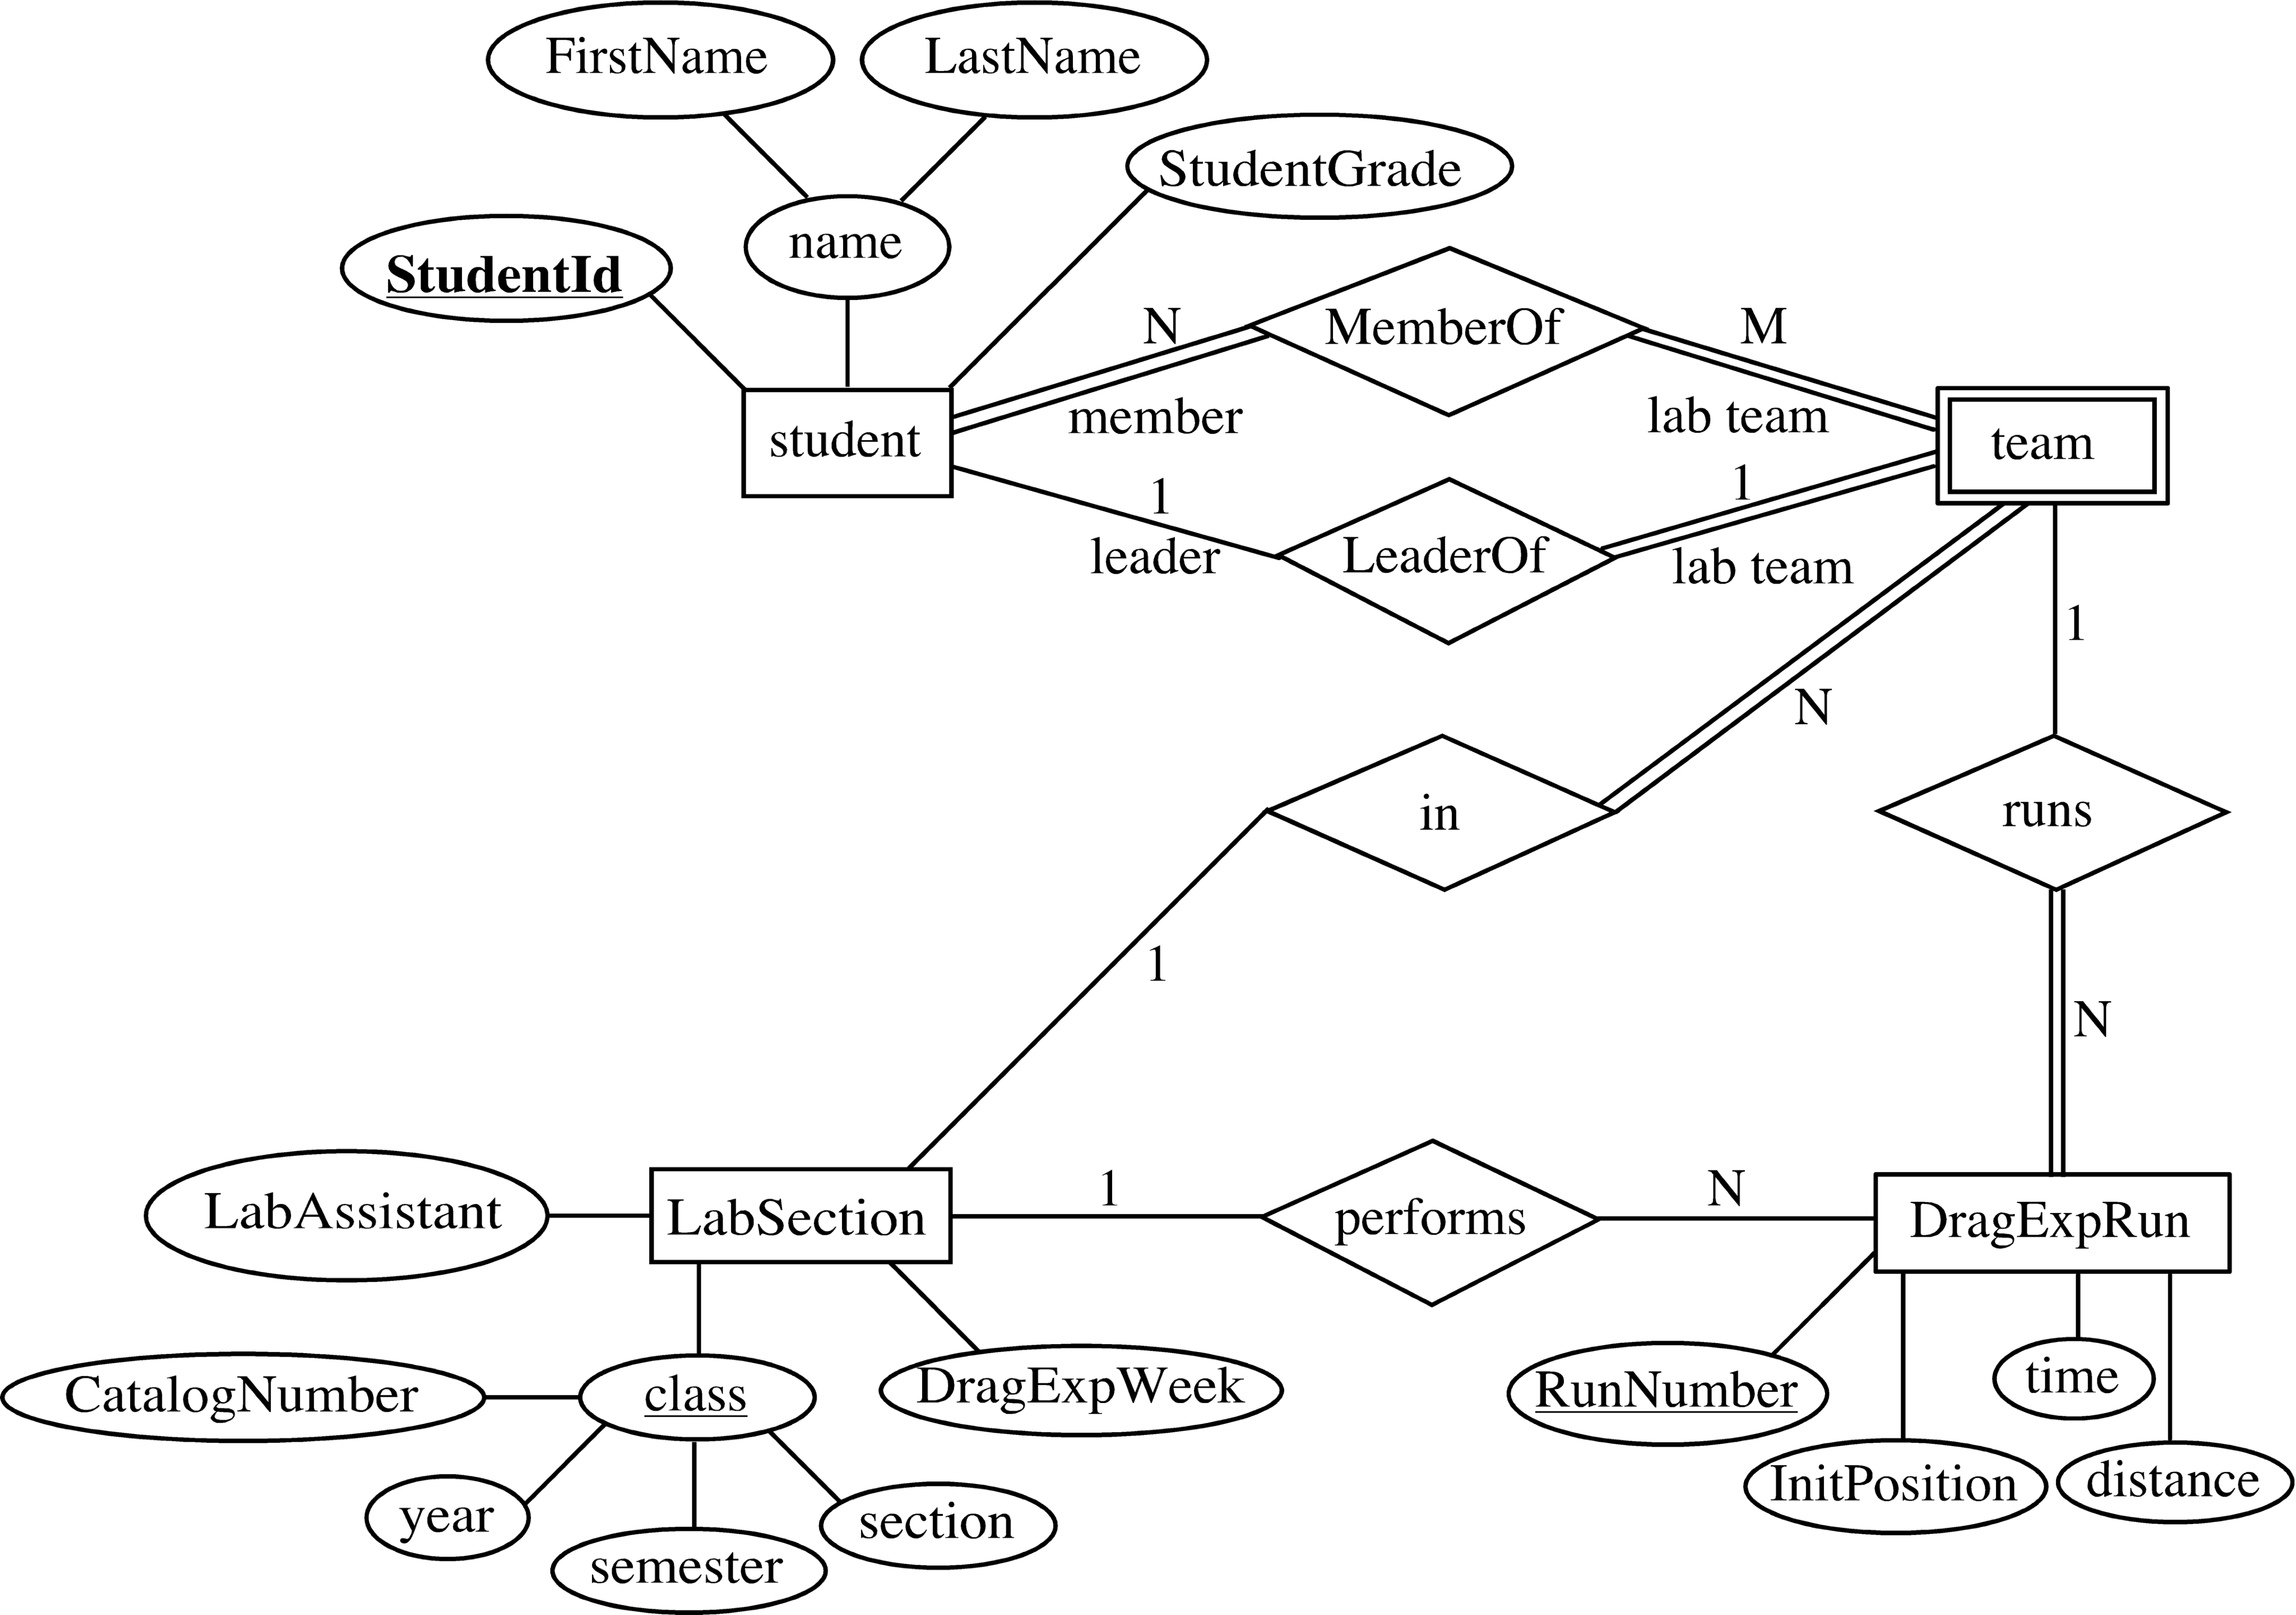 FirstName
LastName
StudentGrade
name
StudentId
N
MemberOf
M
member
lab team
student
team
1
1
leader
LeaderOf
lab team
1
N
in
runs
1
N
LabAssistant
LabSection
1
performs
N
DragExpRun
CatalogNumber
class
DragExpWeek
RunNumber
time
year
section
InitPosition
distance
semester